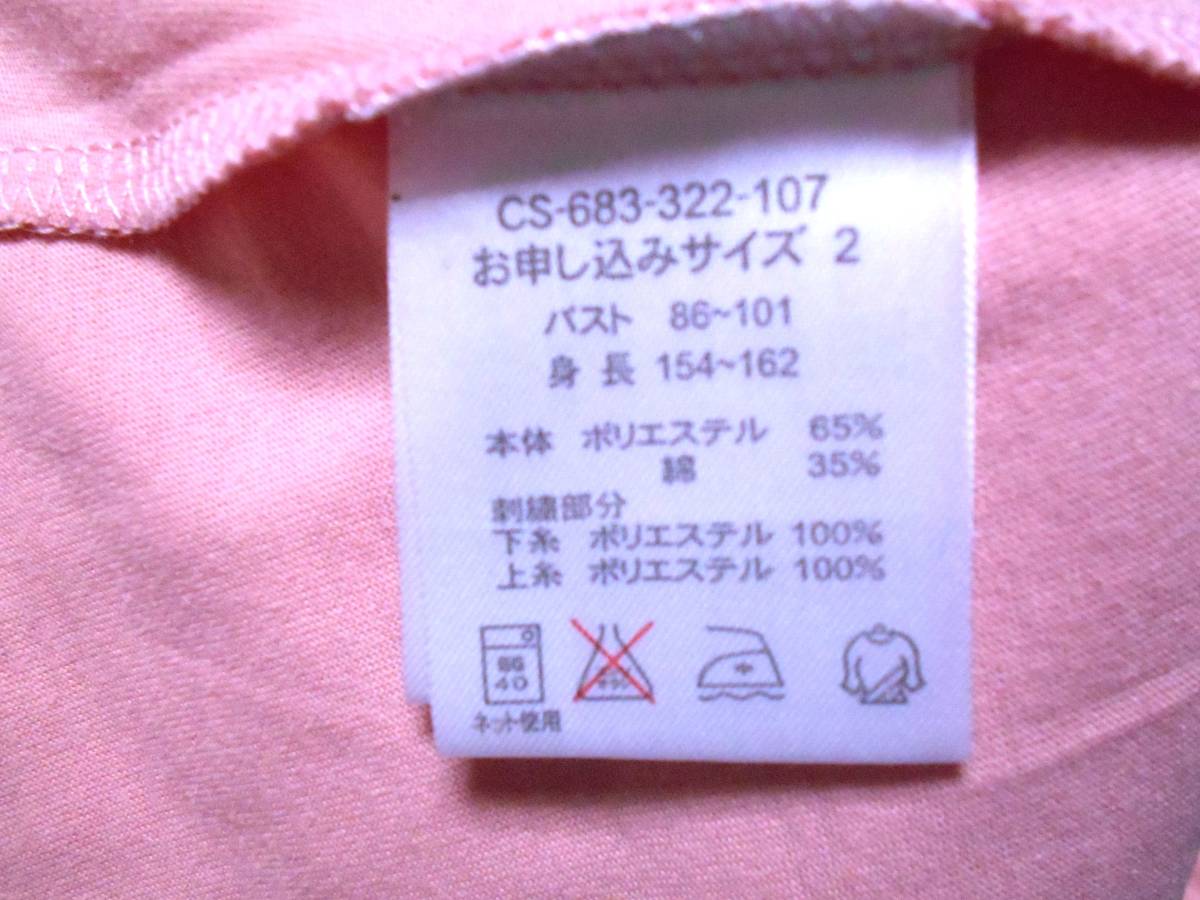 CS-683-322-107
お申し込みサイズ 2
バスト 86~101
身長 154~162
本体 ポリエステル 65%
綿 35%
刺繍部分
下糸 ポリエステル 100%
上糸 ポリエステル 100%
40
中
ネット使用